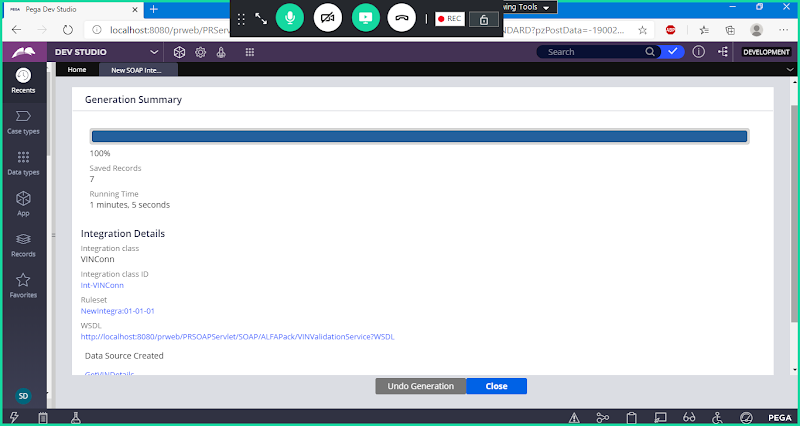 PEGA Pega Dev Studio
localhost:8080/prweb/PRSer
REC
ving Tools
NDARD?pzPostData=-19002...
DEV STUDIO
Search
DEVELOPMENT
Home
New SOAP Inte...
Recents
Case types
Data types
App
Records
Favorites
SD
Generation Summary
100%
Saved Records
7
Running Time
1 minutes, 5 seconds
Integration Details
Integration class
VINConn
Integration class ID
Int-VINConn
Ruleset
NewIntegra:01-01-01
WSDL
http://localhost:8080/prweb/PRSOAPServlet/SOAP/ALFAPack/VINValidationService?WSDL
Data Source Created
GetVINDetails
Undo Generation
Close
PEGA